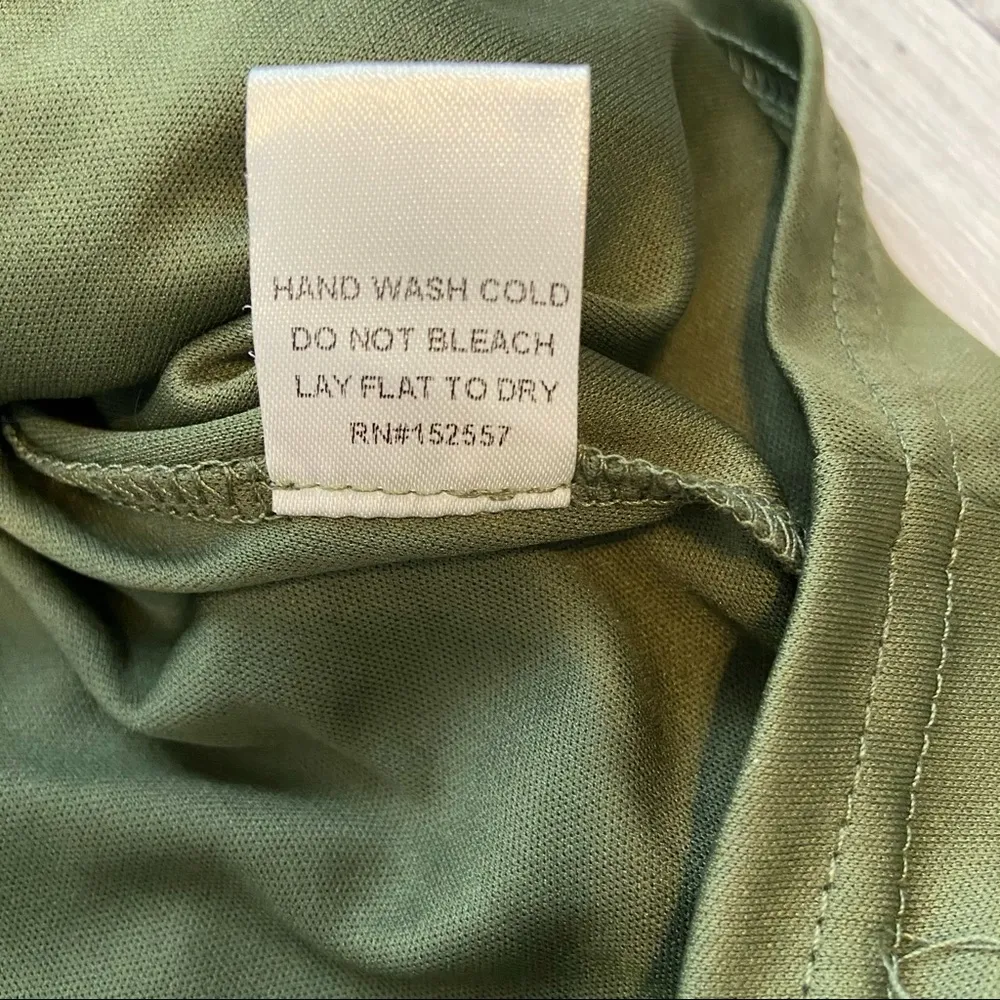 HAND WASH COLD
DO NOT BLEACH
LAY FLAT TO DRY
RN#152557